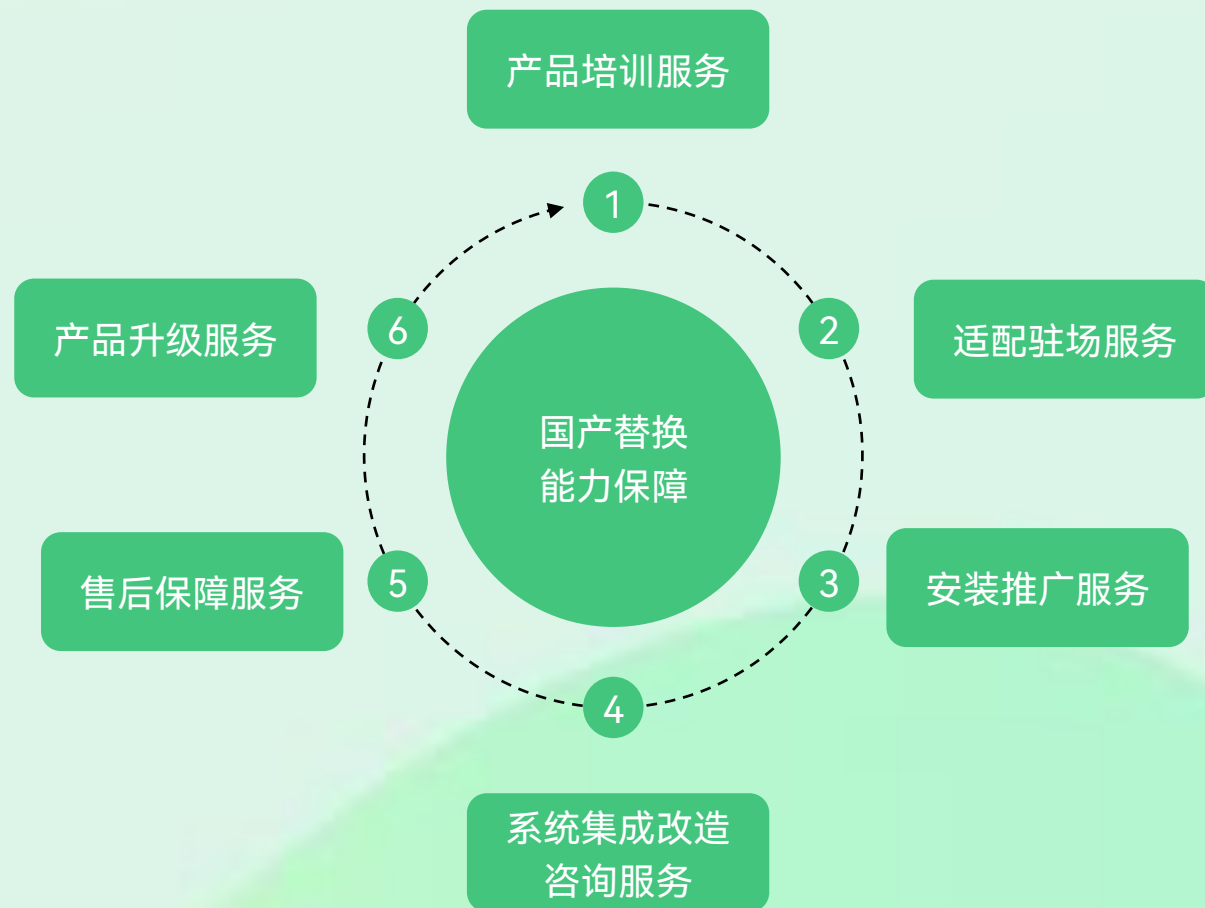 产品培训服务
1
2
适配驻场服务
3
安装推广服务
4
系统集成改造
咨询服务
5
售后保障服务
6
产品升级服务
国产替换
能力保障